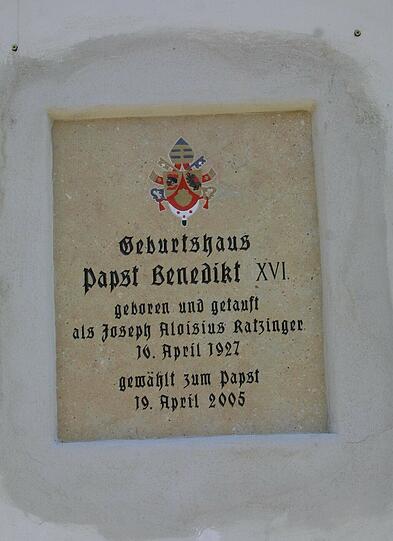 Geburtshaus
Papst Benedikt XVI.
geboren und getauft
als Joseph Aloisius Ratzinger
16. April 1927
gewählt zum Papst
19. April 2005